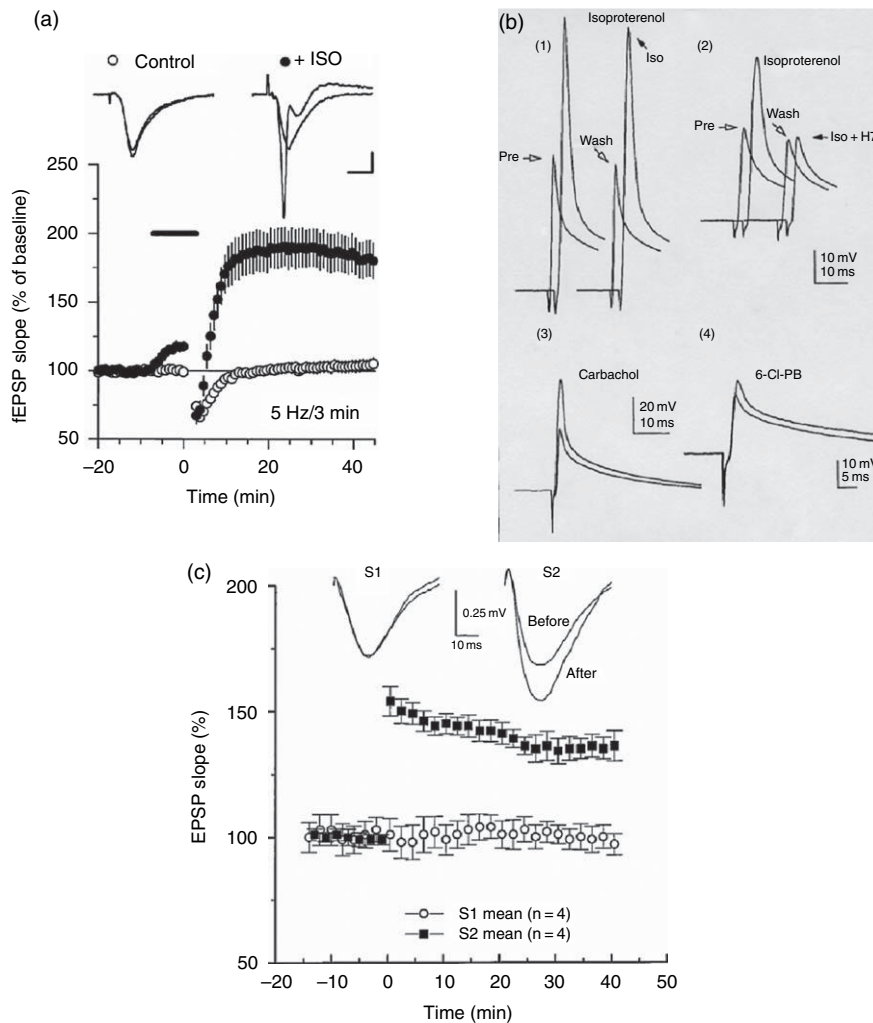 (a)
Control
+ ISO
250
200
150
100
50
fEPSP slope (% of baseline)
5 Hz/3 min
−20
0
20
40
Time (min)
(b)
(1)
Isoproterenol
Iso
Pre
Wash
(2)
Isoproterenol
Wash
Pre
Iso + H7
10 mV
10 ms
(3)
Carbachol
20 mV
10 ms
(4)
6-Cl-PB
10 mV
5 ms
(c)
200
150
100
50
EPSP slope (%)
S1
0.25 mV
10 ms
S2
Before
After
S1 mean (n = 4)
S2 mean (n = 4)
−20
−10
0
10
20
30
40
50
Time (min)